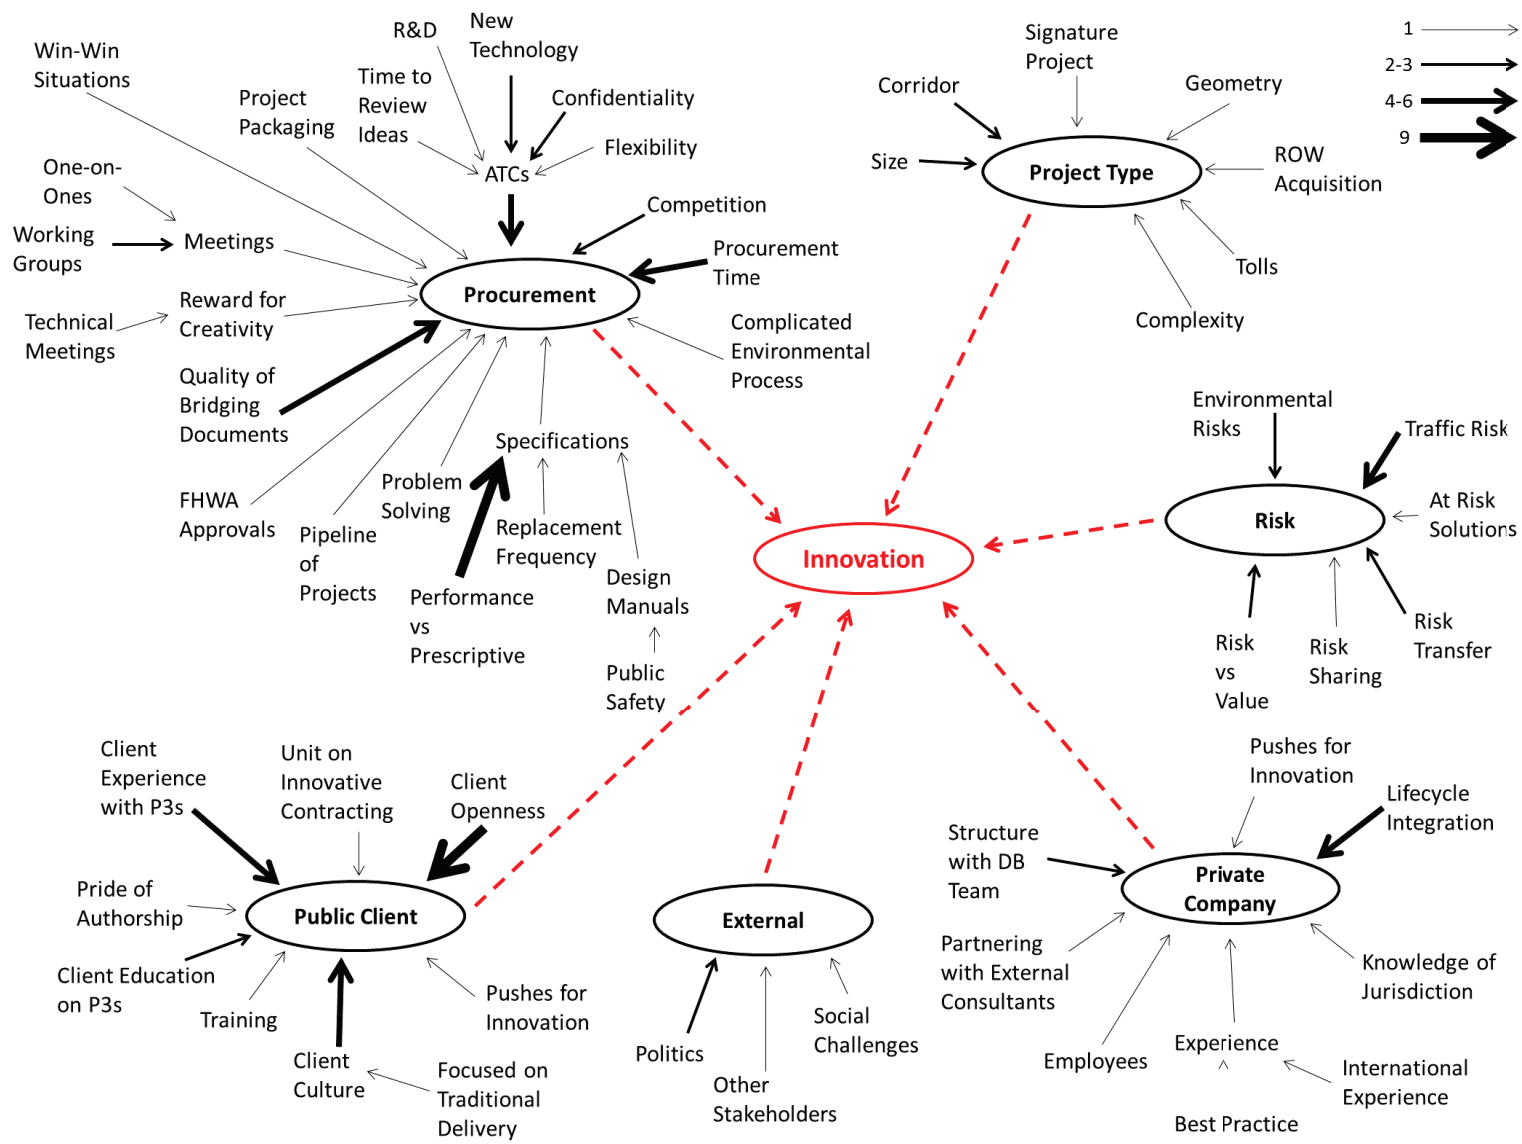 Win-Win
Situations
R&D
New
Technology
Time to
Review
Ideas
Project
Packaging
Confidentiality
Flexibility
ATCs
One-on-
Ones
Working
Groups
Meetings
Competition
Procurement
Time
Procurement
Reward for
Creativity
Technical
Meetings
Complicated
Environmental
Process
Quality of
Bridging
Documents
Specifications
FHWA
Approvals
Problem
Solving
Pipeline
of
Projects
Replacement
Frequency
Performance
vs
Prescriptive
Design
Manuals
Public
Safety
Signature
Project
Corridor
Geometry
Size
Project Type
ROW
Acquisition
Tolls
Complexity
1
2-3
4-6
9
Environmental
Risks
Traffic Risk
Risk
At Risk
Solutions
Risk
vs
Value
Risk
Sharing
Risk
Transfer
Innovation
Client
Experience
with P3s
Unit on
Innovative
Contracting
Client
Openness
Pride of
Authorship
Public Client
Client Education
on P3s
Training
Pushes for
Innovation
Client
Culture
Focused on
Traditional
Delivery
External
Politics
Other
Stakeholders
Social
Challenges
Pushes for
Innovation
Lifecycle
Integration
Structure
with DB
Team
Private
Company
Partnering
with External
Consultants
Knowledge of
Jurisdiction
Employees
Experience
International
Experience
Best Practice